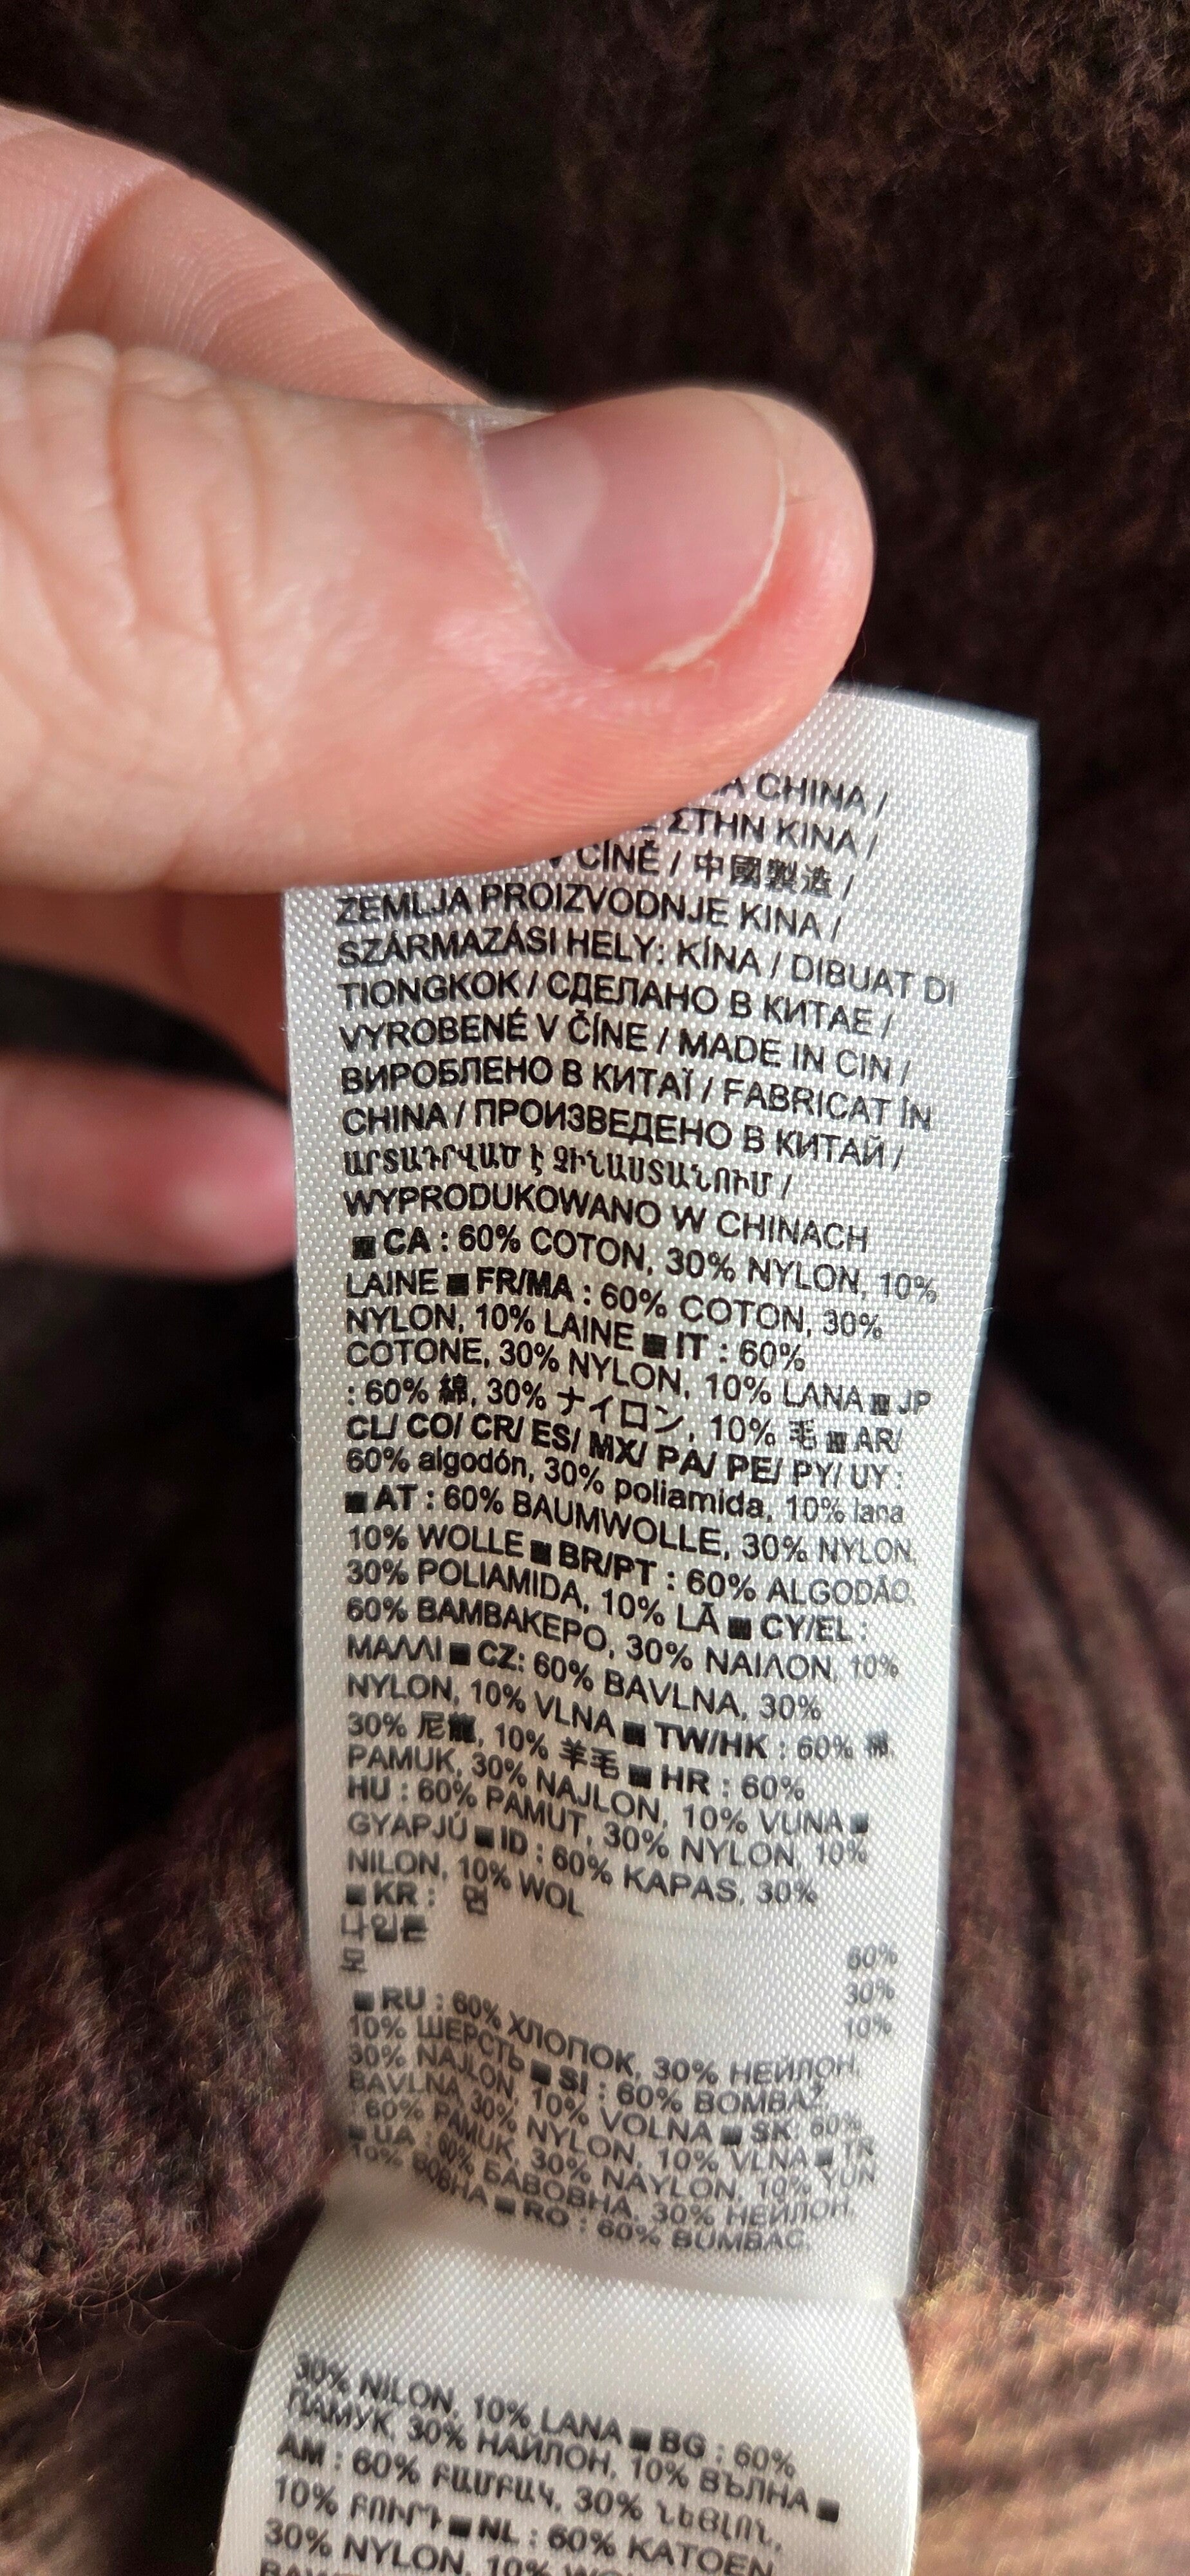 CHINA /
ΣΤΗΝ ΚΙΝΑ /
V ČÍNĚ / 中國製造 /
ZEMLJA PROIZVODNJE KINA /
SZÁRMAZÁSI HELY: KÍNA / DIBUAT DI
TIONGKOK / СДЕЛАНО В КИТАЕ /
VYROBENÉ V ČÍNE / MADE IN CIN /
ВИРОБЛЕНО В КИТАЇ / FABRICAT ÎN
CHINA / ПРОИЗВЕДЕНО В КИТАЙ /
ԱՐՏԱԴՐՎԱԾ Է ՉԻՆԱՍՏԱՆՈՒՄ /
WYPRODUKOWANO W CHINACH
■ CA : 60% COTON, 30% NYLON, 10%
LAINE ■ FR/MA : 60% COTON, 30%
NYLON, 10% LAINE ■ IT : 60%
COTONE, 30% NYLON, 10% LANA ■ JP
: 60% 綿, 30% ナイロン, 10% 毛 ■ AR/
CL/ CO/ CR/ ES/ MX/ PA/ PE/ PY/ UY :
60% algodón, 30% poliamida, 10% lana
■ AT : 60% BAUMWOLLE, 30% NYLON,
10% WOLLE ■ BR/PT : 60% ALGODÃO,
30% POLIAMIDA, 10% LÃ ■ CY/EL :
60% ΒΑΜΒΑΚΕΡΟ, 30% ΝΑΙΛΟΝ, 10%
ΜΑΛΛΙ ■ CZ: 60% BAVLNA, 30%
NYLON, 10% VLNA ■ TW/HK : 60% 棉,
30% 尼龍, 10% 羊毛 ■ HR : 60%
PAMUK, 30% NAJLON, 10% VUNA ■
HU : 60% PAMUT, 30% NYLON, 10%
GYAPJÚ ■ ID : 60% KAPAS, 30%
NILON, 10% WOL
■ KR : 면
나일론 60%
모 30%
10%
■ RU : 60% ХЛОПОК, 30% НЕЙЛОН,
10% ШЕРСТЬ ■ SI : 60% BOMBAŽ,
30% NAJLON, 10% VOLNA ■ SK: 60%
BAVLNA, 30% NYLON, 10% VLNA ■ TR
: 60% PAMUK, 30% NAYLON, 10% YÜN
■ UA : 60% БАВОВНА, 30% НЕЙЛОН,
10% ВОВНА ■ RO : 60% BUMBAC,
30% NILON, 10% LANA ■ BG : 60%
ПАМУК, 30% НАЙЛОН, 10% ВЪЛНА ■
AM : 60% ԲԱՄԲԱԿ, 30% ՆԵՅԼՈՆ,
10% ԲՈՒՐԴ ■ NL : 60% KATOEN,
30% NYLON, 10%